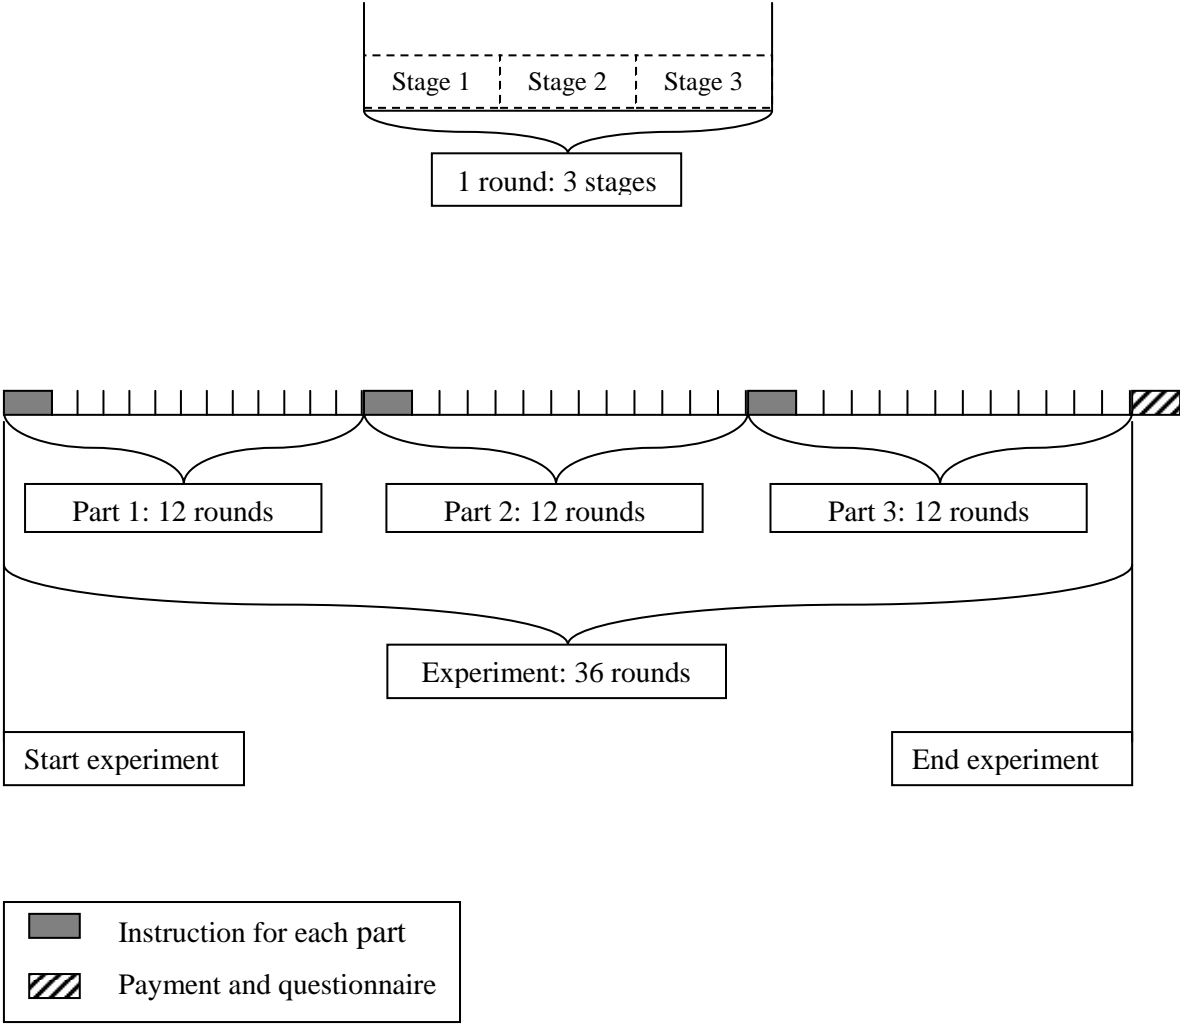 Stage 1 Stage 2 Stage 3
1 round: 3 stages
Part 1: 12 rounds Part 2: 12 rounds Part 3: 12 rounds
Experiment: 36 rounds
Start experiment End experiment
Instruction for each part
Payment and questionnaire